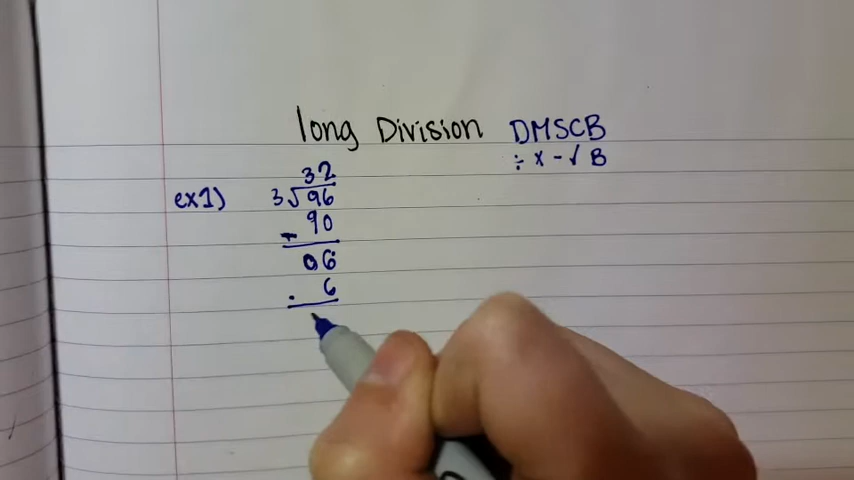 long Division DMSCB
÷ x - √ B
32
ex1) 3√96
- 90
06
- 6